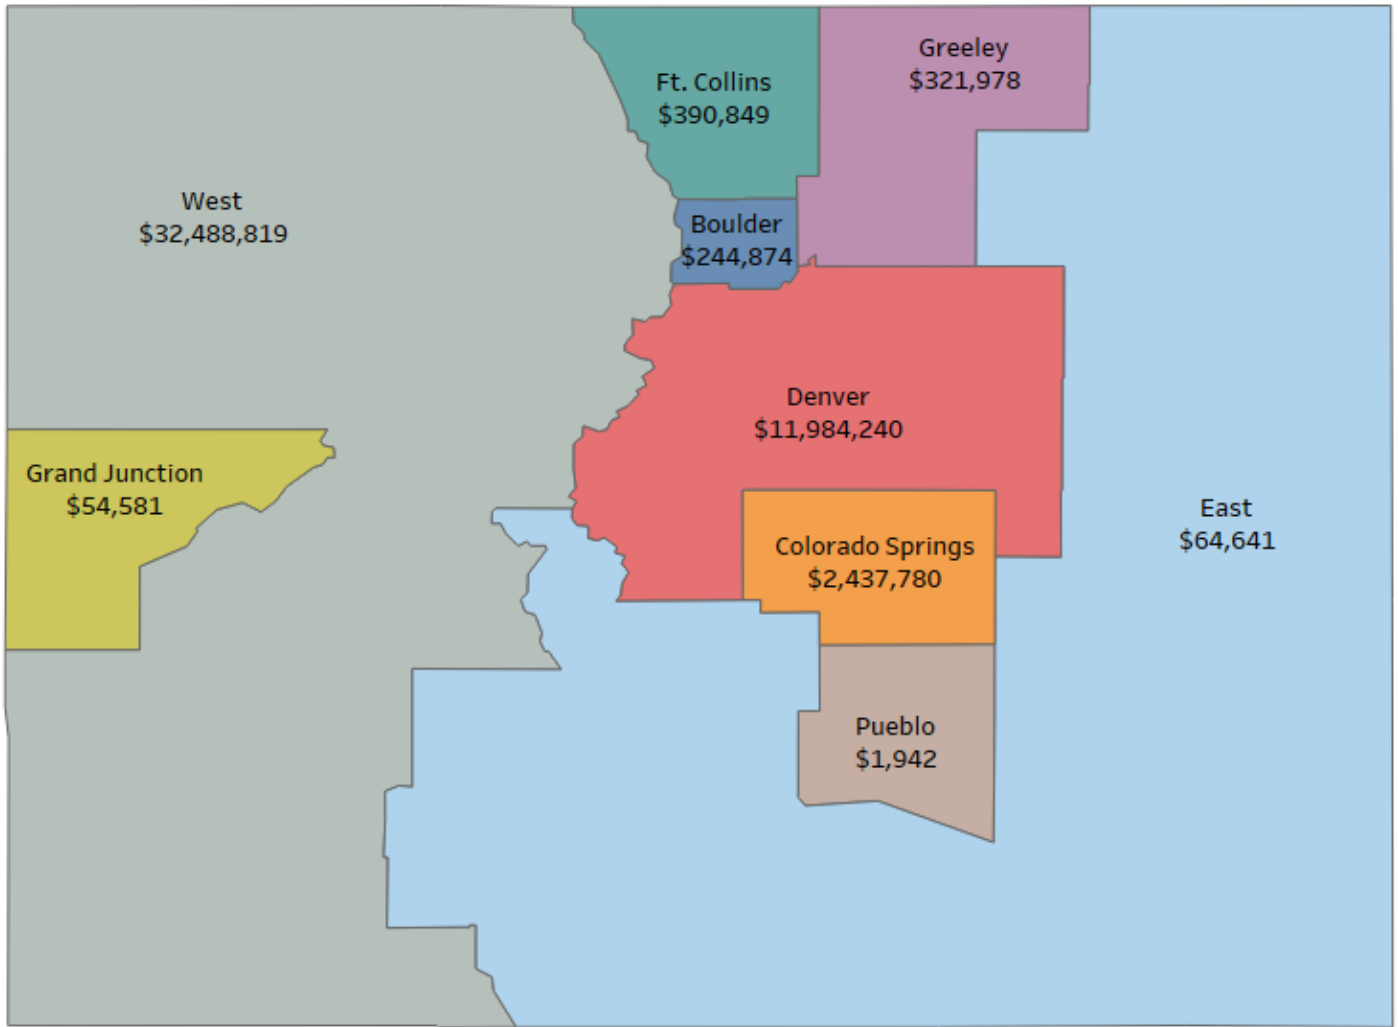 Greeley
$321,978
Ft. Collins
$390,849
West
$32,488,819
Boulder
$244,874
Denver
$11,984,240
Grand Junction
$54,581
East
$64,641
Colorado Springs
$2,437,780
Pueblo
$1,942